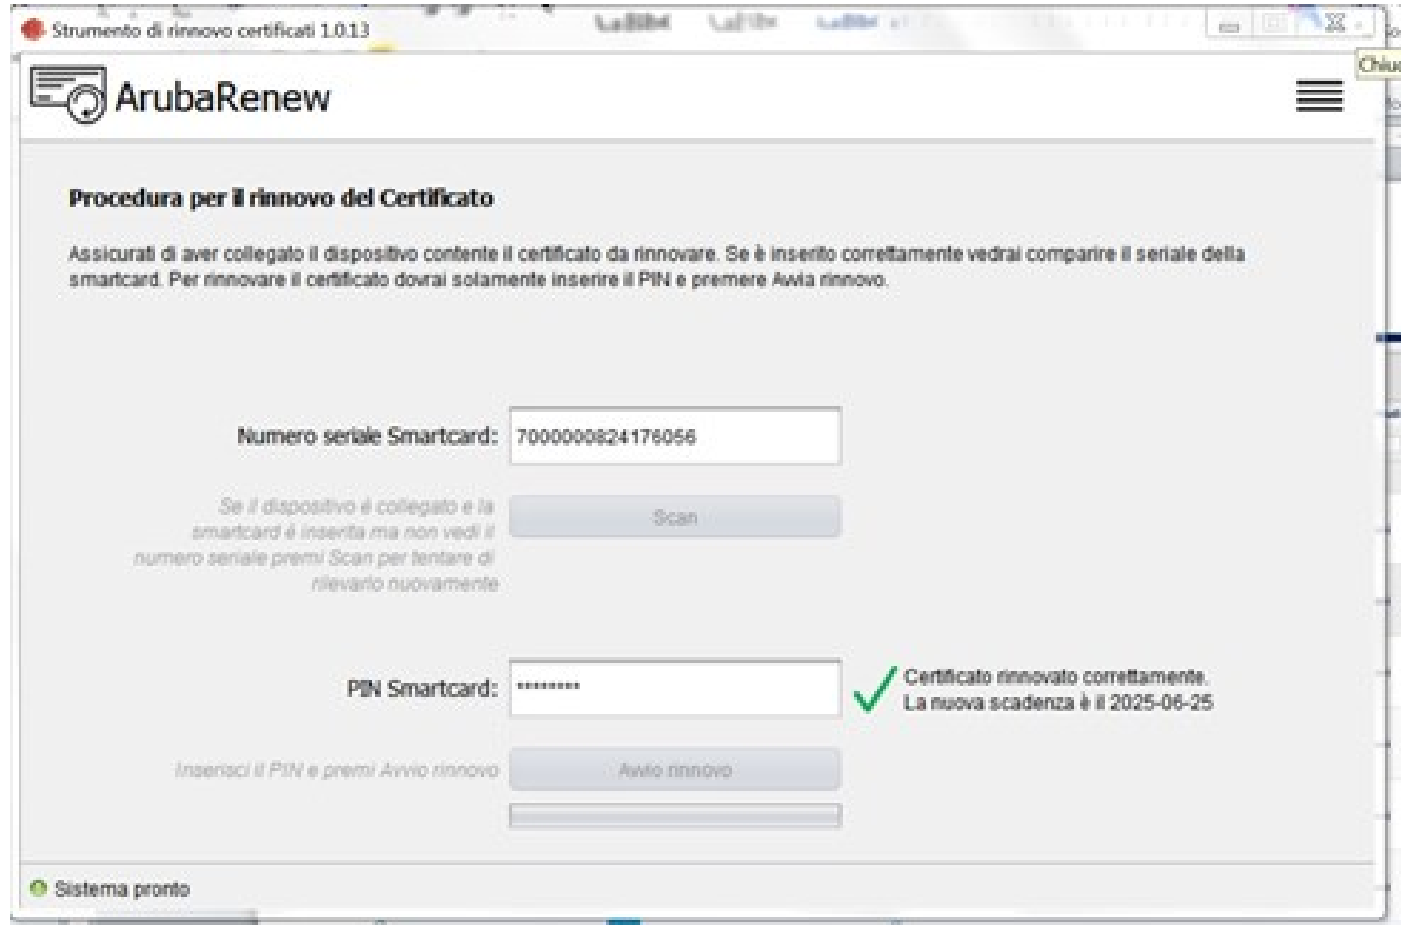 Strumento di rinnovo certificati 1.0.13
ArubaRenew
Procedura per il rinnovo del Certificato
Assicurati di aver collegato il dispositivo contente il certificato da rinnovare. Se è inserito correttamente vedrai comparire il seriale della
smartcard. Per rinnovare il certificato dovrai solamente inserire il PIN e premere Avvia rinnovo.
Numero seriale Smartcard: 7000000824176056
Se il dispositivo é collegato e la
smartcard é inserita ma non vedi il
numero seriale premi Scan per tentare di
rilevarlo nuovamente
Scan
PIN Smartcard: ********
Certificato rinnovato correttamente.
La nuova scadenza è il 2025-06-25
Inserisci il PIN e premi Avvio rinnovo
Avvio rinnovo
Sistema pronto